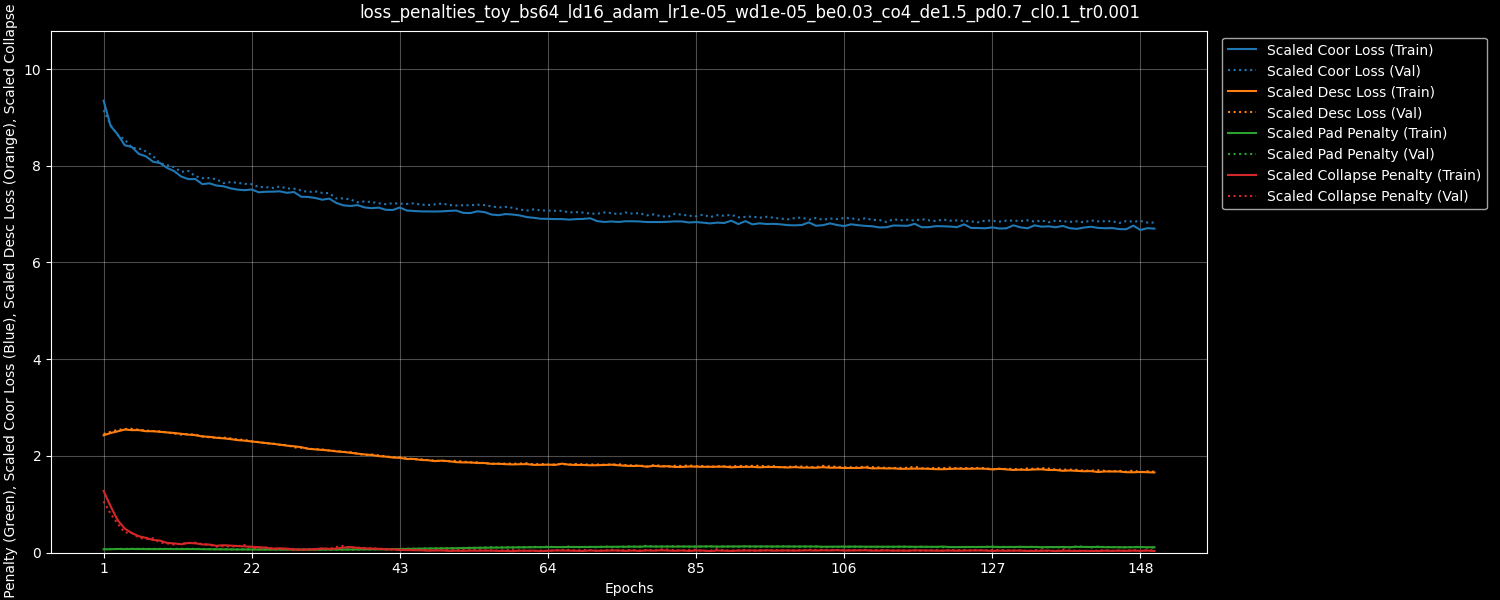 loss_penalties_toy_bs64_ld16_adam_lr1e-05_wd1e-05_be0.03_co4_de1.5_pd0.7_cl0.1_tr0.001
Penalty (Green), Scaled Coor Loss (Blue), Scaled Desc Loss (Orange), Scaled Collapse
10
8
6
4
2
0
1
22
43
64
85
106
127
148
Epochs
Scaled Coor Loss (Train)
Scaled Coor Loss (Val)
Scaled Desc Loss (Train)
Scaled Desc Loss (Val)
Scaled Pad Penalty (Train)
Scaled Pad Penalty (Val)
Scaled Collapse Penalty (Train)
Scaled Collapse Penalty (Val)